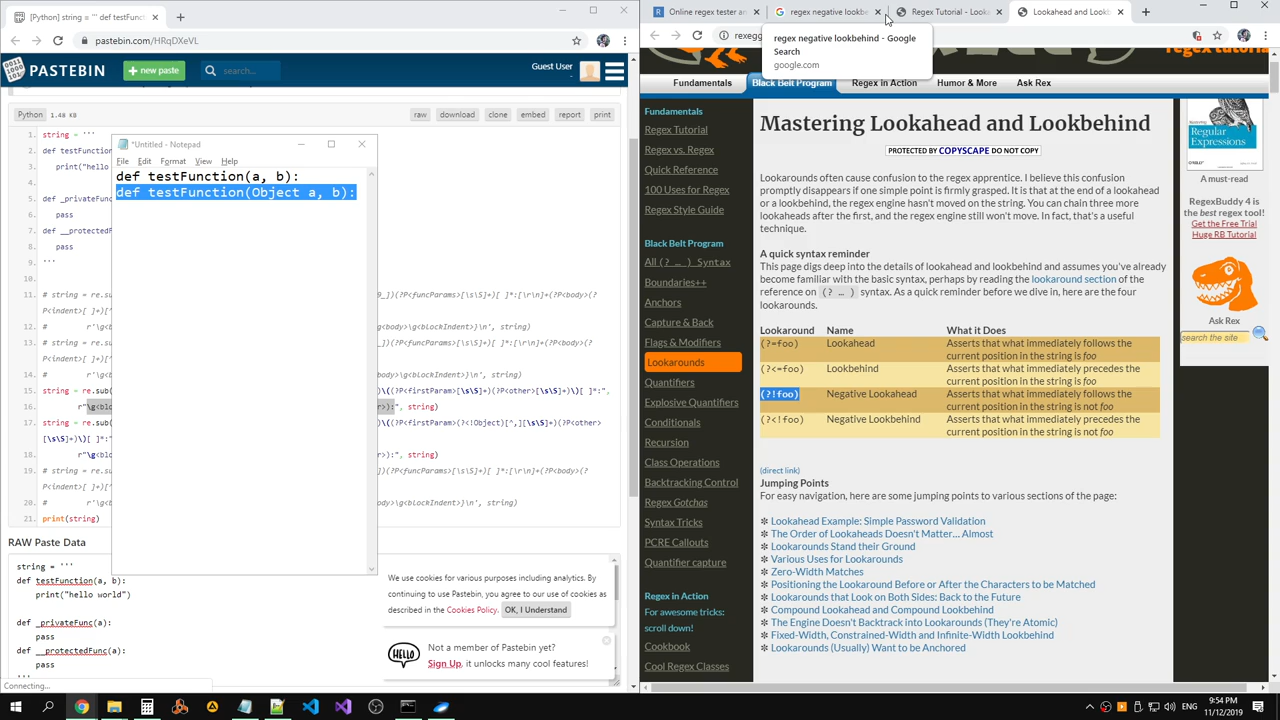 string = ''' def testFunct
pastebin.com/HRqDxeVD
PASTEBIN
+ new paste
search...
Guest User
-
Python 1.48 KB
raw
download
clone
embed
report
print
1. string = '''
2. def testF
3. print("hello
4.
5. def _privateFunc
6. pass
7. def __protectedF
8. pass
9. '''
10.
print(string)
*Untitled - Notepad
File Edit Format View Help
def testFunction(a, b):
def testFunction(Object a, b):
RAW Paste Data
string = '''
def testFunction(a, b):
print("hello world")
def _privateFunc(a):
pass
def __protectedFunc(a):
pass
We use cookies for various purposes including analytics. By
continuing to use Pastebin, you agree to our use of cookies as
described in the Cookies Policy. OK, I Understand
HELLO
Not a member of Pastebin yet?
Sign Up, it unlocks many cool features!
Connecting...
Online regex tester an
regex negative lookbe
Regex Tutorial - Looka
Lookahead and Lookb
regex negative lookbehind - Google
Search
google.com
regex tutorial
Fundamentals
Black Belt Program
Regex in Action
Humor & More
Ask Rex
Fundamentals
Regex Tutorial
Regex vs. Regex
Quick Reference
100 Uses for Regex
Regex Style Guide
Black Belt Program
All (? … ) Syntax
Boundaries++
Anchors
Capture & Back
Flags & Modifiers
Lookarounds
Quantifiers
Explosive Quantifiers
Conditionals
Recursion
Class Operations
Backtracking Control
Regex Gotchas
Syntax Tricks
PCRE Callouts
Quantifier capture
Regex in Action
For awesome tricks:
scroll down!
Cookbook
Cool Regex Classes
Mastering Lookahead and Lookbehind
PROTECTED BY COPYSCAPE DO NOT COPY
Lookarounds often cause confusion to the regex apprentice. I believe this confusion
promptly disappears if one simple point is firmly grasped. It is that at the end of a lookahead
or a lookbehind, the regex engine hasn't moved on the string. You can chain three more
lookaheads after the first, and the regex engine still won't move. In fact, that's a useful
technique.
A quick syntax reminder
This page digs deep into the details of lookahead and lookbehind and assumes you've already
become familiar with the basic syntax, perhaps by reading the lookaround section of the
reference on (? … ) syntax. As a quick reminder before we dive in, here are the four
lookarounds.
Lookaround Name What it Does
(?=foo) Lookahead Asserts that what immediately follows the
current position in the string is foo
(?<=foo) Lookbehind Asserts that what immediately precedes the
current position in the string is foo
(?!foo) Negative Lookahead Asserts that what immediately follows the
current position in the string is not foo
(?<!foo) Negative Lookbehind Asserts that what immediately precedes the
current position in the string is not foo
(direct link)
Jumping Points
For easy navigation, here are some jumping points to various sections of the page:
✽ Lookahead Example: Simple Password Validation
✽ The Order of Lookaheads Doesn't Matter… Almost
✽ Lookarounds Stand their Ground
✽ Various Uses for Lookarounds
✽ Zero-Width Matches
✽ Positioning the Lookaround Before or After the Characters to be Matched
✽ Lookarounds that Look on Both Sides: Back to the Future
✽ Compound Lookahead and Compound Lookbehind
✽ The Engine Doesn't Backtrack into Lookarounds (They're Atomic)
✽ Fixed-Width, Constrained-Width and Infinite-Width Lookbehind
✽ Lookarounds (Usually) Want to be Anchored
Regular
Expressions
A must-read
RegexBuddy 4 is
the best regex tool!
Get the Free Trial
Huge RB Tutorial
Ask Rex
search the site
ENG
9:54 PM
11/12/2019